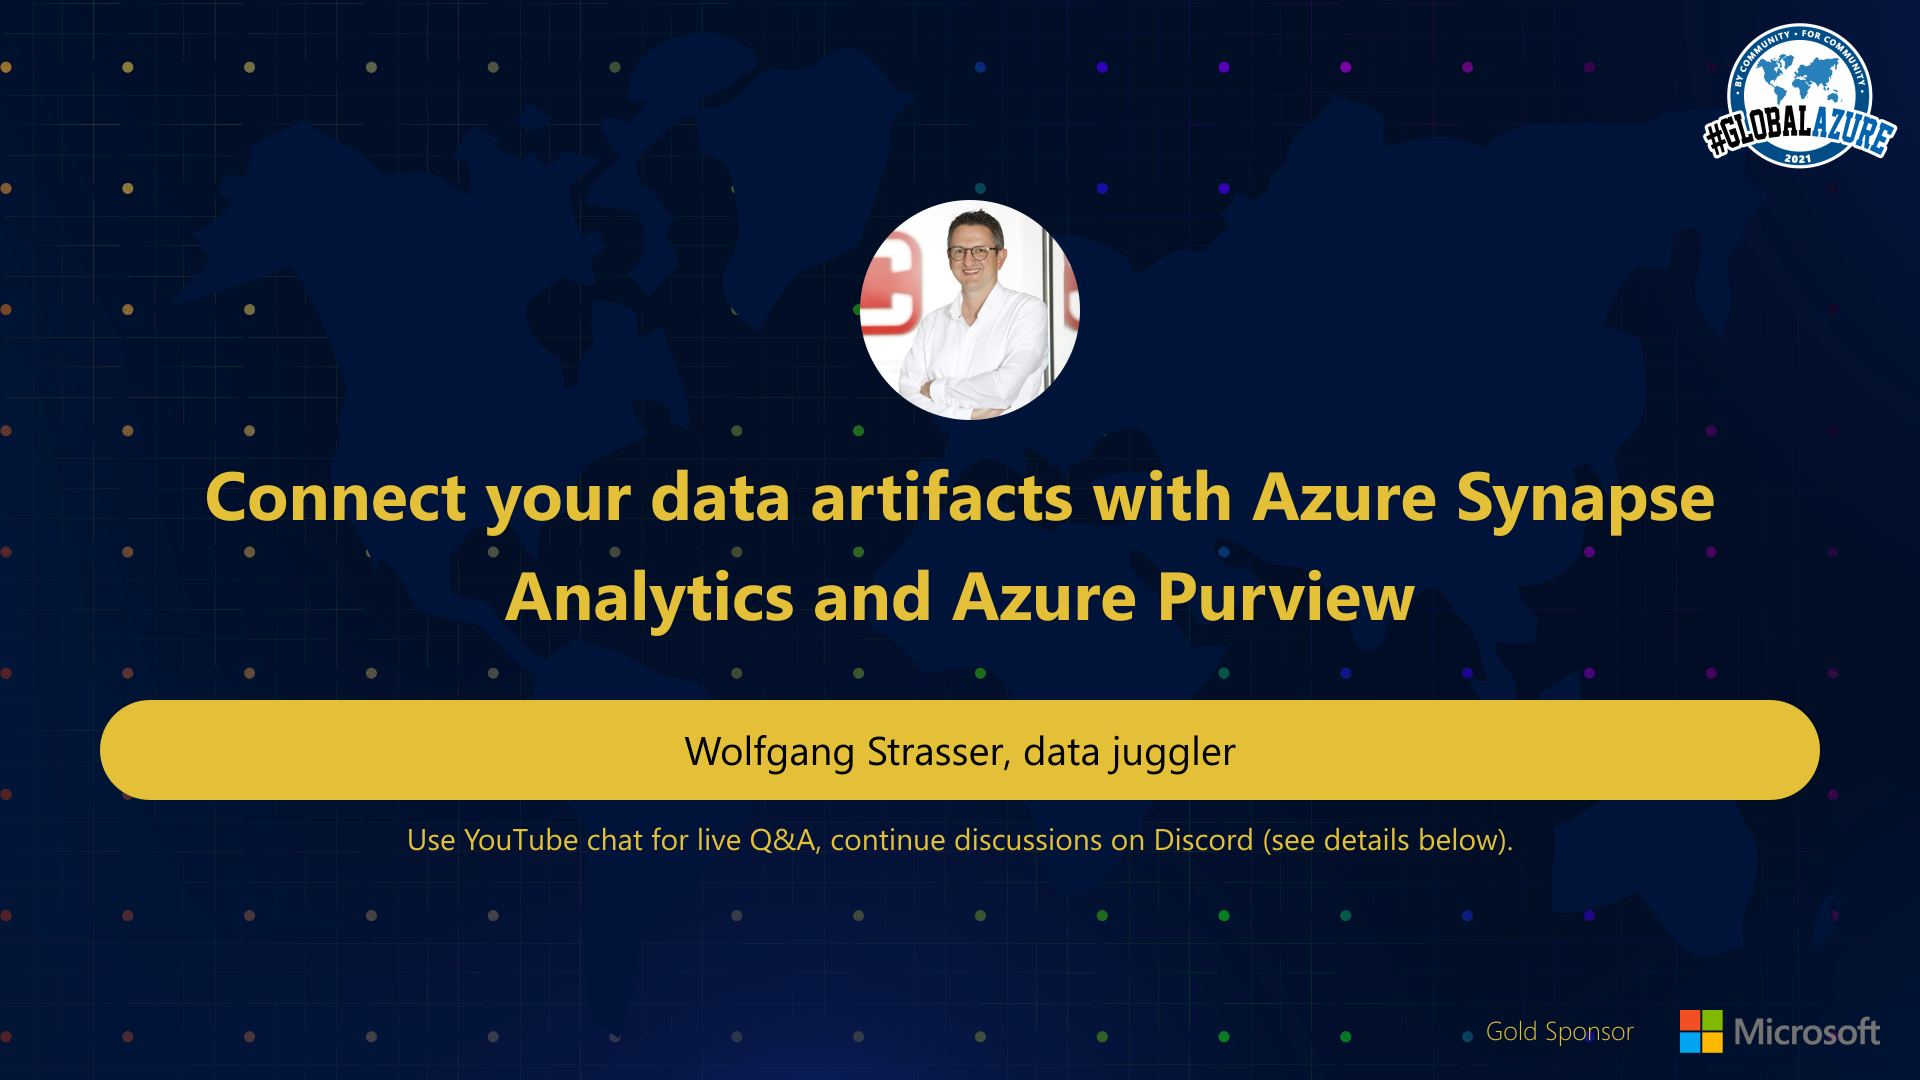 • BY COMMUNITY • FOR COMMUNITY •
#GLOBALAZURE
2021
C
Connect your data artifacts with Azure Synapse
Analytics and Azure Purview
Wolfgang Strasser, data juggler
Use YouTube chat for live Q&A, continue discussions on Discord (see details below).
Gold Sponsor
Microsoft